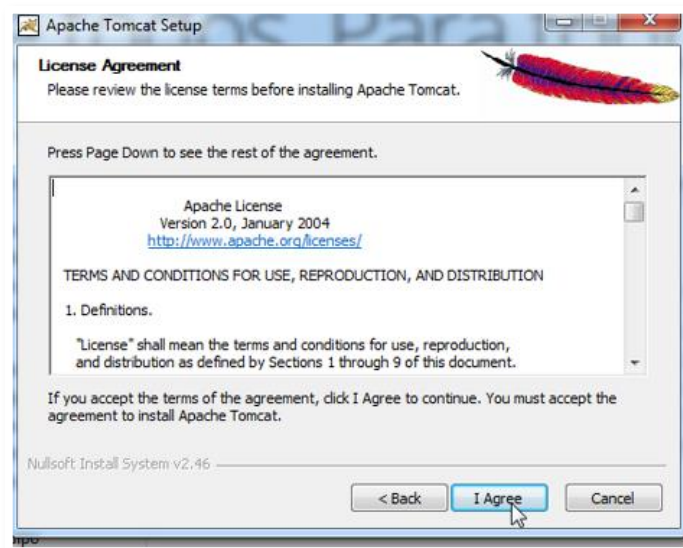 Apache Tomcat Setup
License Agreement
Please review the license terms before installing Apache Tomcat.
Press Page Down to see the rest of the agreement.
Apache License
Version 2.0, January 2004
http://www.apache.org/licenses/
TERMS AND CONDITIONS FOR USE, REPRODUCTION, AND DISTRIBUTION
1. Definitions.
"License" shall mean the terms and conditions for use, reproduction,
and distribution as defined by Sections 1 through 9 of this document.
If you accept the terms of the agreement, click I Agree to continue. You must accept the
agreement to install Apache Tomcat.
Nullsoft Install System v2.46
< Back I Agree Cancel